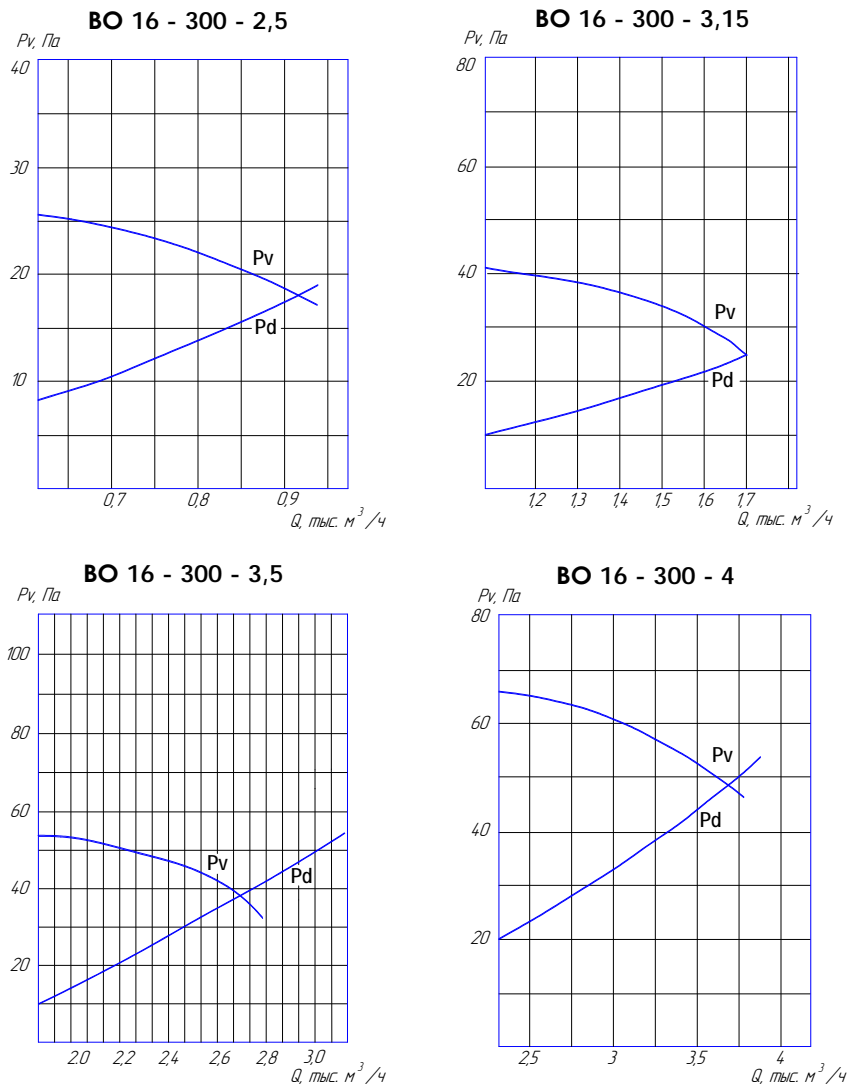 ВО 16 - 300 - 2,5
Pv, Па
40
30
20
10
Pv
Pd
0,7 0,8 0,9
Q, тыс. м³/ч
ВО 16 - 300 - 3,15
Pv, Па
80
60
40
20
Pv
Pd
1,2 1,3 1,4 1,5 1,6 1,7
Q, тыс. м³/ч
ВО 16 - 300 - 3,5
Pv, Па
100
80
60
40
20
Pv
Pd
2.0 2,2 2,4 2,6 2,8 3,0
Q, тыс. м³/ч
ВО 16 - 300 - 4
Pv, Па
80
60
40
20
Pv
Pd
2,5 3 3,5 4
Q, тыс. м³/ч